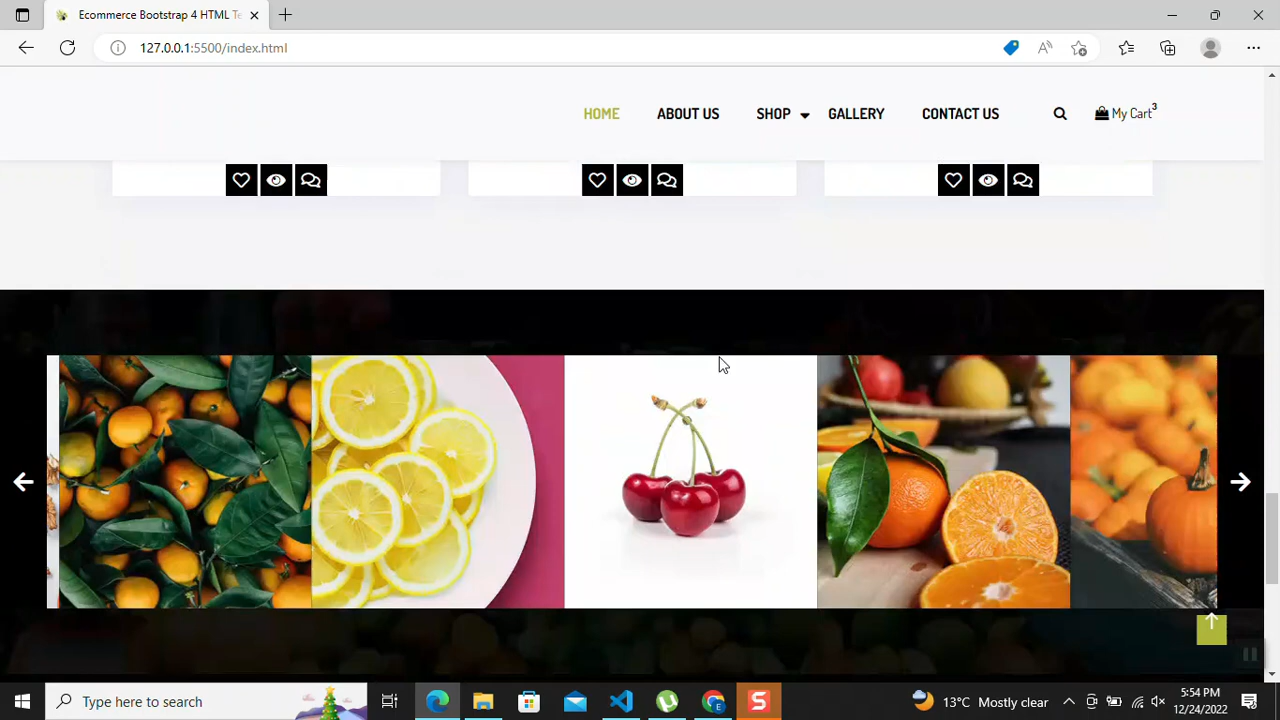 Ecommerce Bootstrap 4 HTML Te
127.0.0.1:5500/index.html
HOME ABOUT US SHOP GALLERY CONTACT US My Cart 3
Type here to search
13°C Mostly clear
5:54 PM
12/24/2022